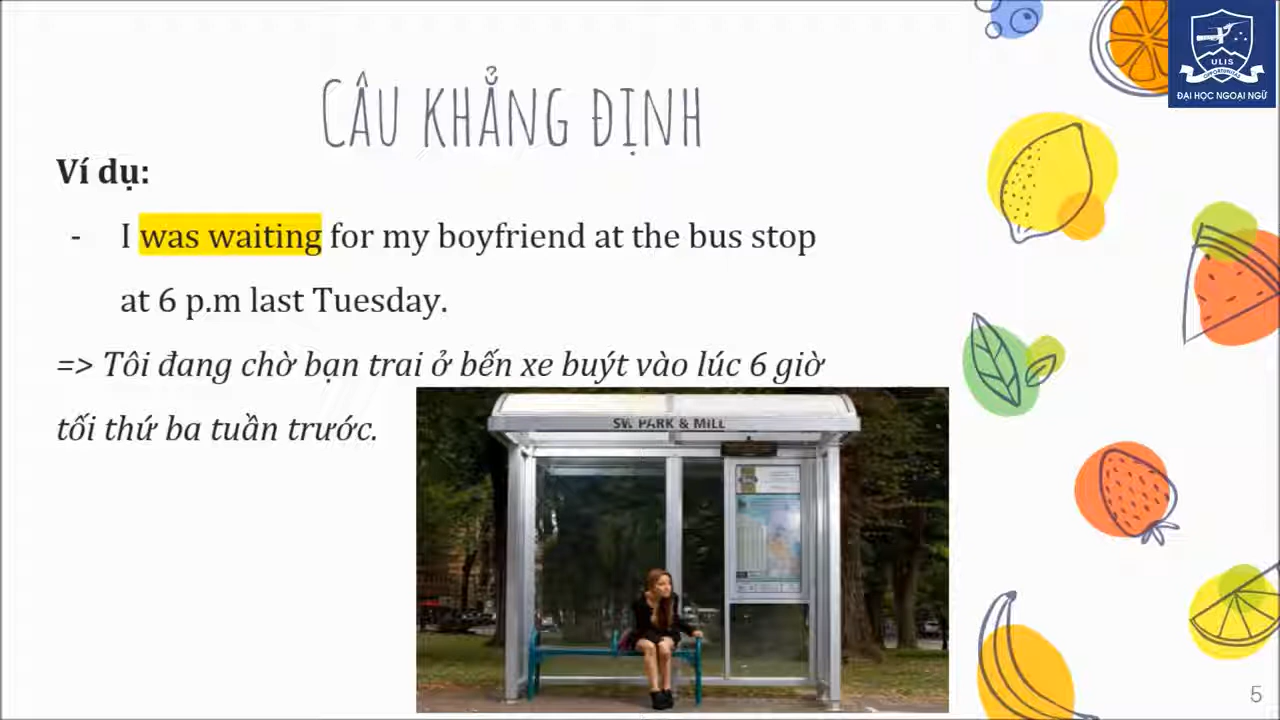 ULIS
ĐẠI HỌC NGOẠI NGỮ
CÂU KHẲNG ĐỊNH
Ví dụ:
- I was waiting for my boyfriend at the bus stop
at 6 p.m last Tuesday.
=> Tôi đang chờ bạn trai ở bến xe buýt vào lúc 6 giờ
tối thứ ba tuần trước.
SW. PARK & MILL
5